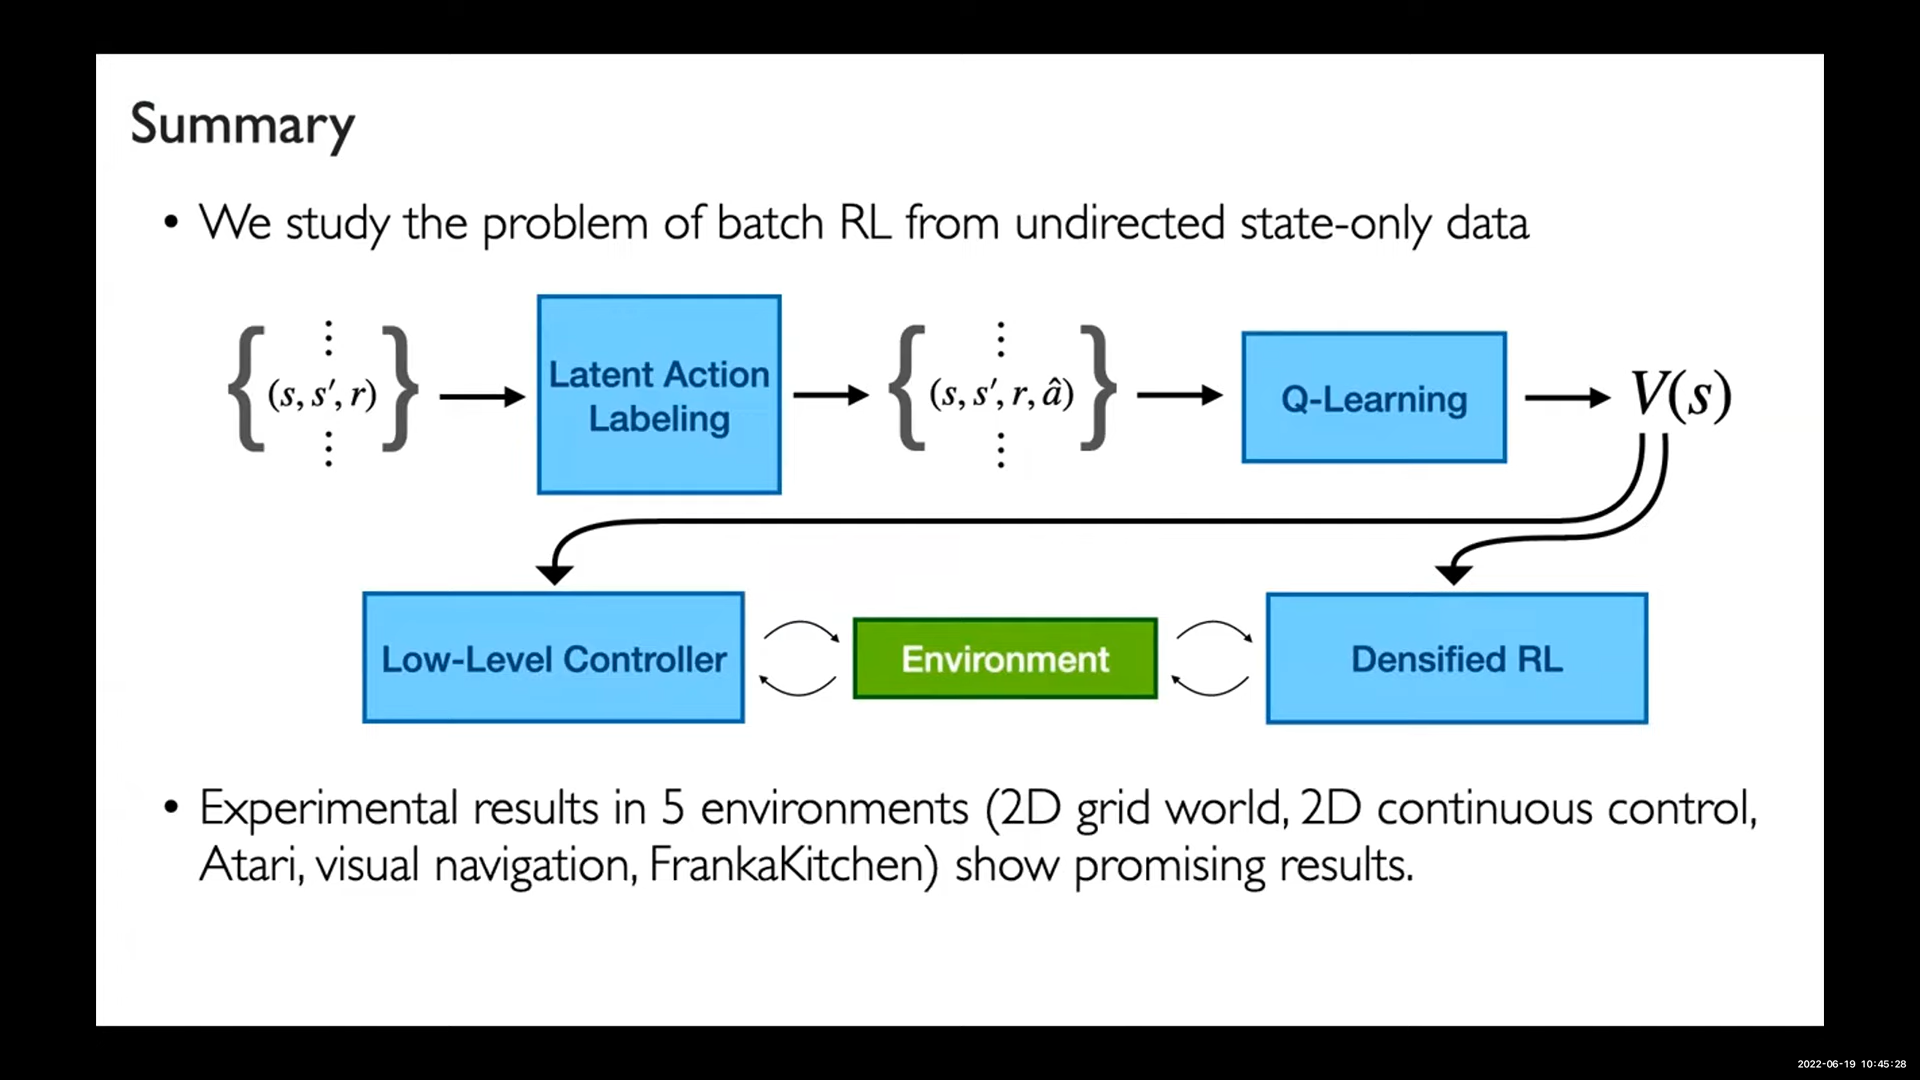 Summary
• We study the problem of batch RL from undirected state-only data
{ (s, s′, r) }
Latent Action
Labeling
{ (s, s′, r, â) }
Q-Learning
V(s)
Low-Level Controller
Environment
Densified RL
• Experimental results in 5 environments (2D grid world, 2D continuous control,
Atari, visual navigation, FrankaKitchen) show promising results.
2022-06-19 10:45:28